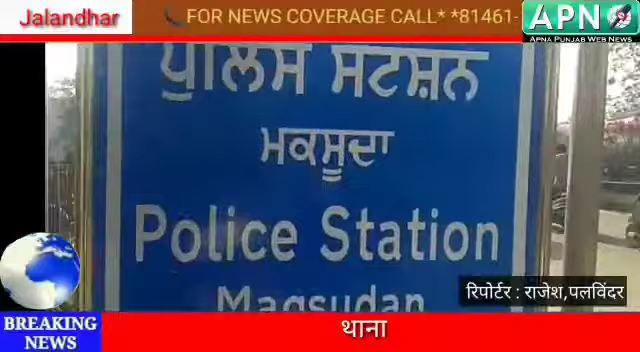 Jalandhar
FOR NEWS COVERAGE CALL* *81461-
APN
APNA PUNJAB WEB NEWS
ਪੁਲਿਸ ਸਟੇਸ਼ਨ
ਮਕਸੂਦਾ
Police Station
Maqsudan
रिपोर्टर : राजेश,पलविंदर
BREAKING
NEWS
थाना